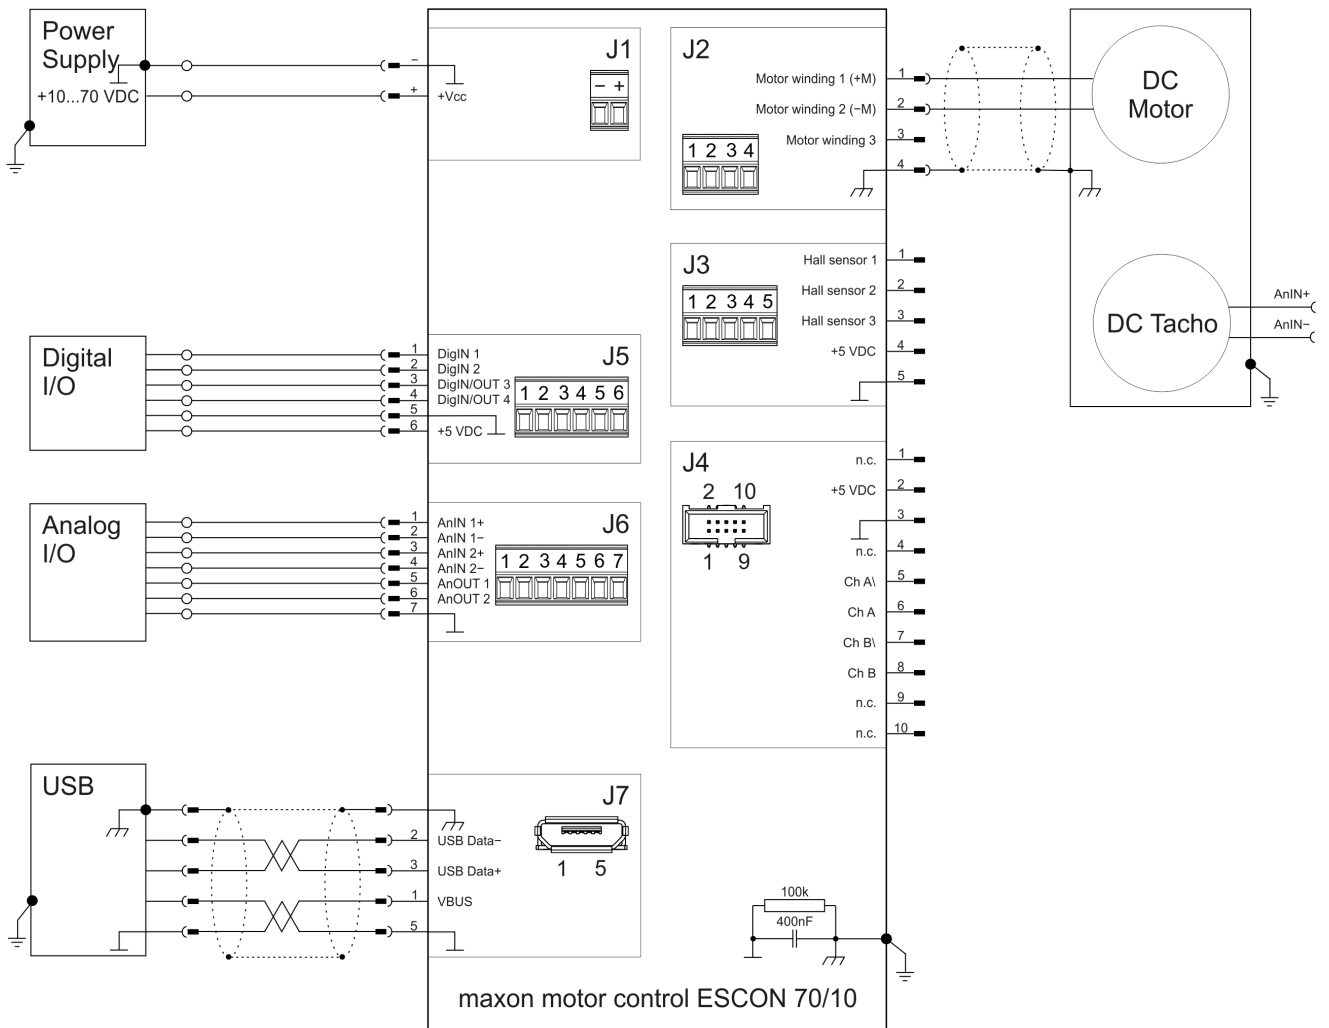 Power
Supply
+10...70 VDC
−
+
+Vcc
J1
− +
J2
Motor winding 1 (+M)
1
Motor winding 2 (−M)
2
Motor winding 3
3
4
1 2 3 4
DC
Motor
J3
Hall sensor 1
1
Hall sensor 2
2
Hall sensor 3
3
+5 VDC
4
5
1 2 3 4 5
DC Tacho
AnIN+
AnIN−
Digital
I/O
1
DigIN 1
2
DigIN 2
3
DigIN/OUT 3
4
DigIN/OUT 4
5
6
+5 VDC
J5
1 2 3 4 5 6
J4
2 10
1 9
n.c.
1
+5 VDC
2
3
n.c.
4
Ch A\
5
Ch A
6
Ch B\
7
Ch B
8
n.c.
9
n.c.
10
Analog
I/O
1
AnIN 1+
2
AnIN 1−
3
AnIN 2+
4
AnIN 2−
5
AnOUT 1
6
AnOUT 2
7
J6
1 2 3 4 5 6 7
USB
J7
2
USB Data−
3
USB Data+
1
VBUS
5
1 5
100k
400nF
maxon motor control ESCON 70/10